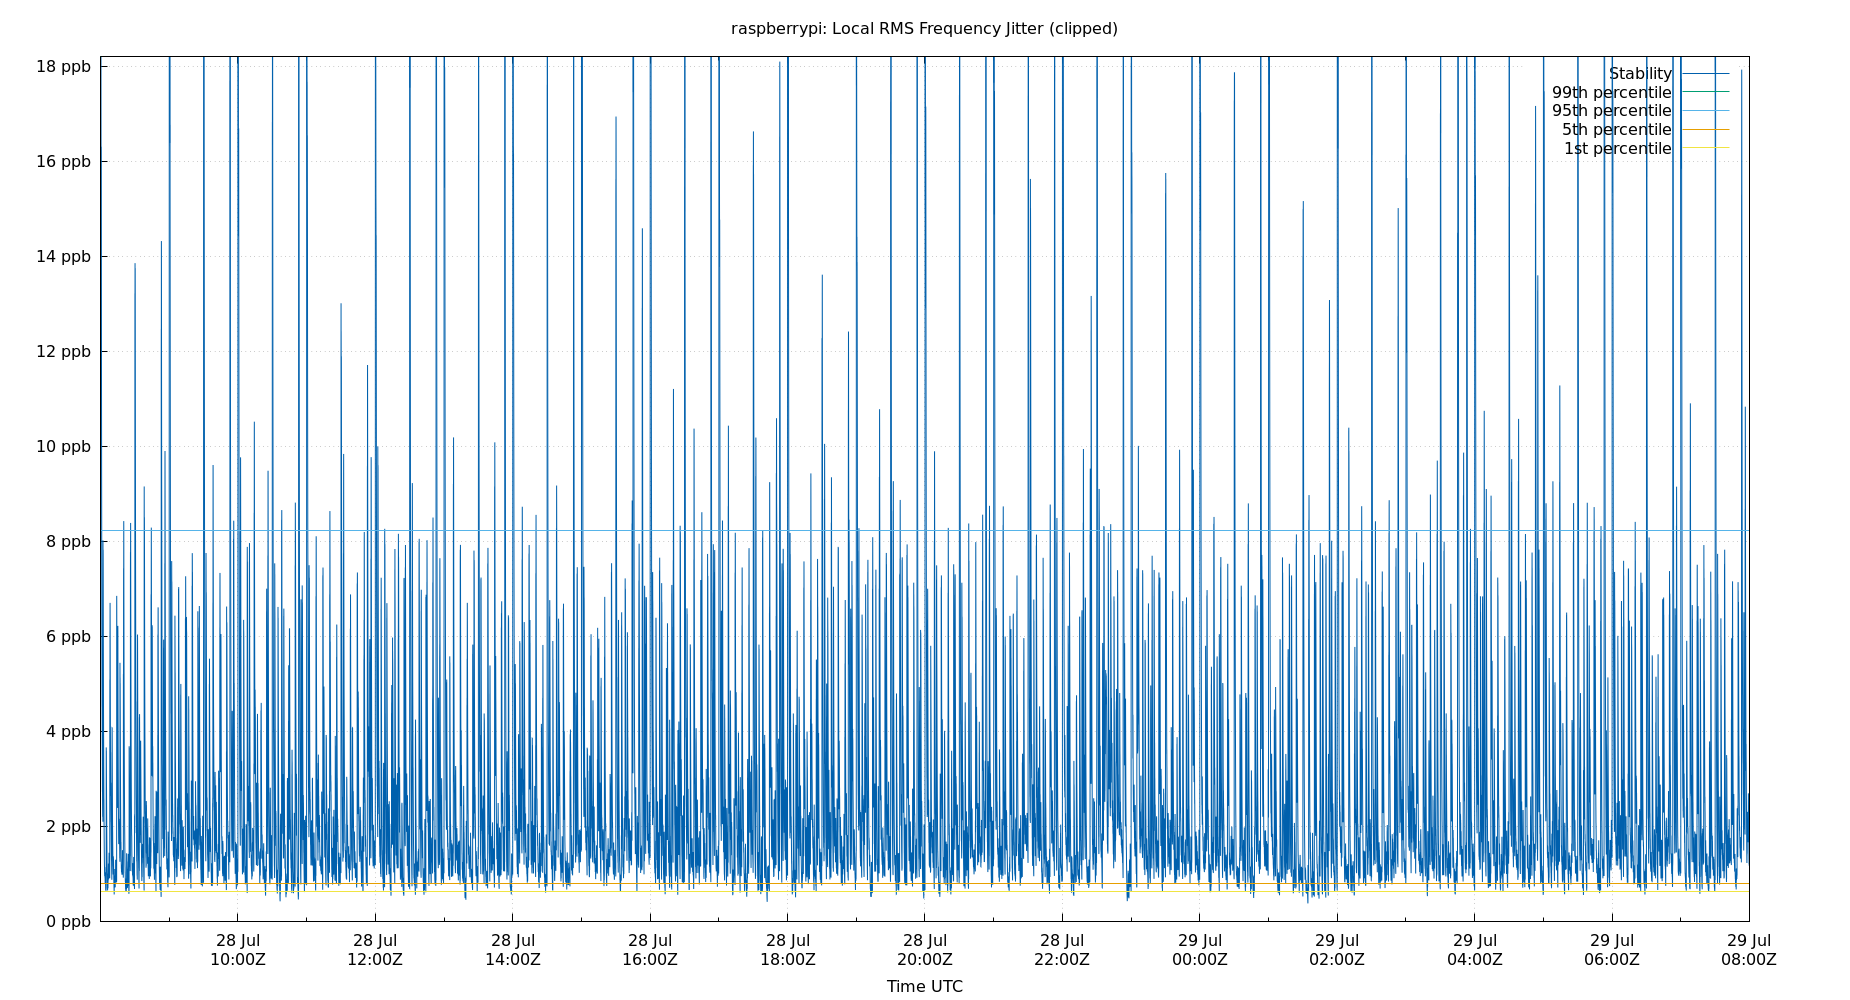 raspberrypi: Local RMS Frequency Jitter (clipped)
18 ppb
16 ppb
14 ppb
12 ppb
10 ppb
8 ppb
6 ppb
4 ppb
2 ppb
0 ppb
Stability
99th percentile
95th percentile
5th percentile
1st percentile
28 Jul 28 Jul 28 Jul 28 Jul 28 Jul 28 Jul 28 Jul 29 Jul 29 Jul 29 Jul 29 Jul 29 Jul
10:00Z 12:00Z 14:00Z 16:00Z 18:00Z 20:00Z 22:00Z 00:00Z 02:00Z 04:00Z 06:00Z 08:00Z
Time UTC